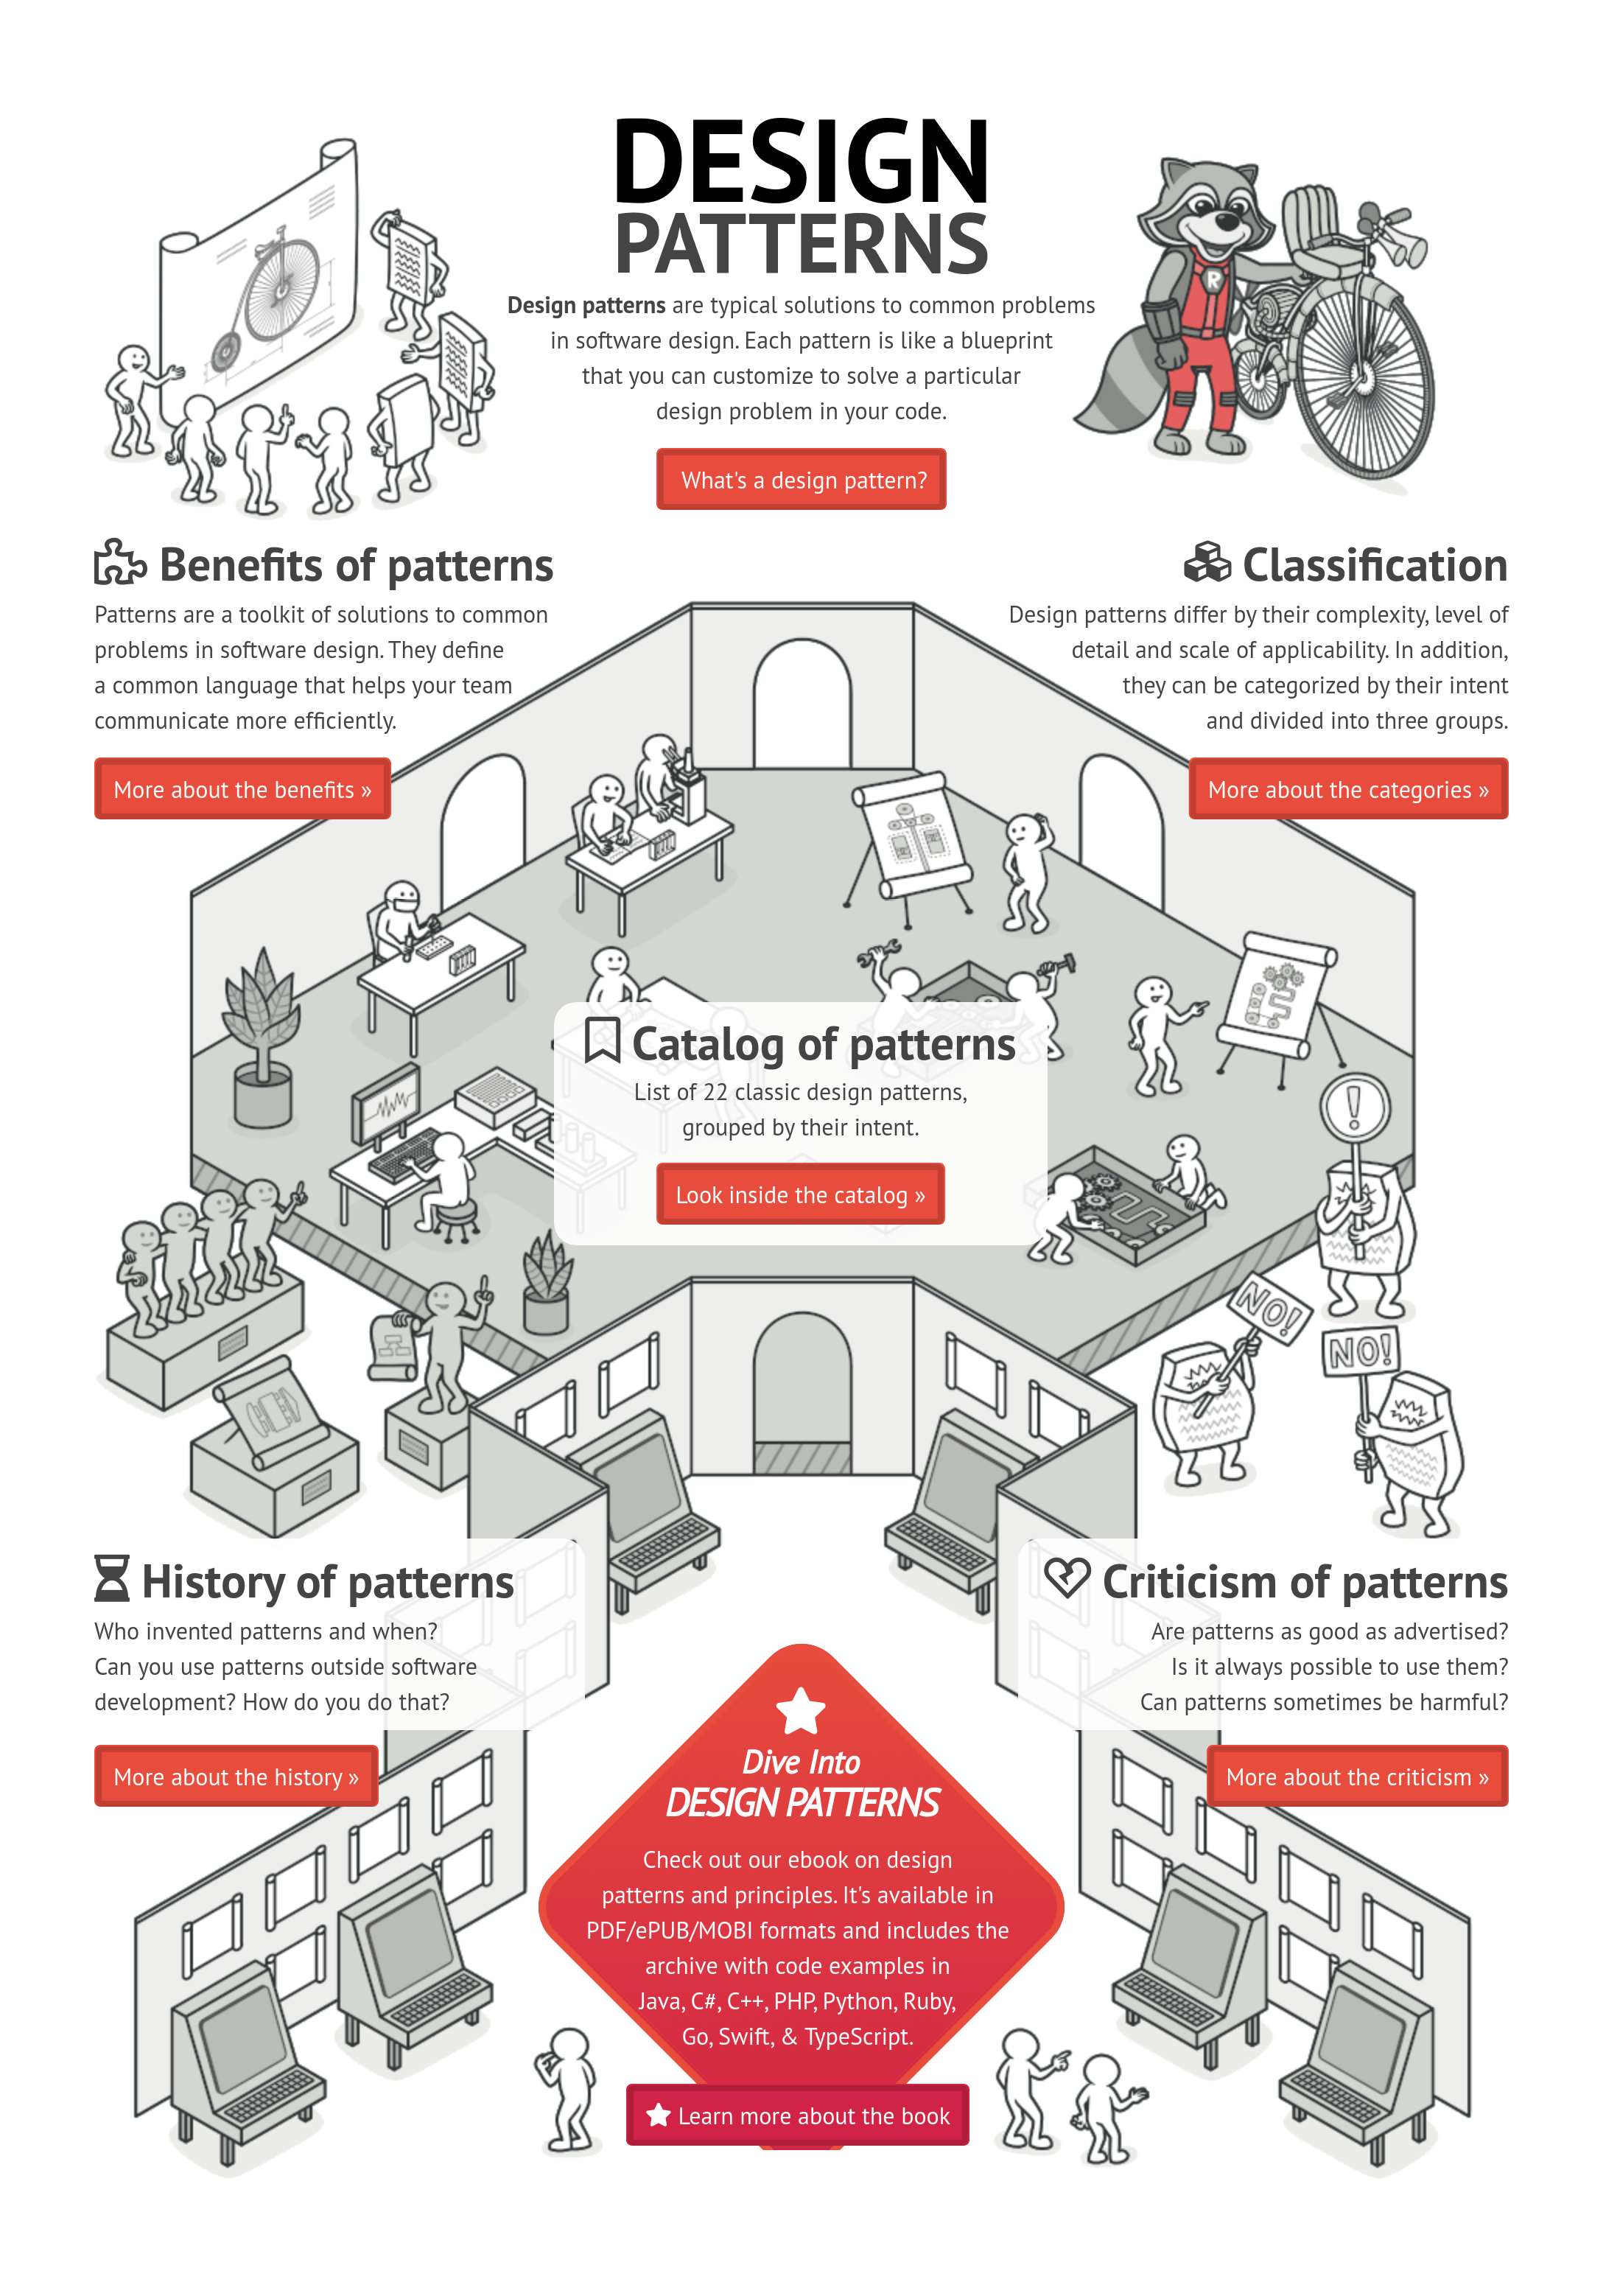 DESIGN
PATTERNS
Design patterns are typical solutions to common problems
in software design. Each pattern is like a blueprint
that you can customize to solve a particular
design problem in your code.
R
What's a design pattern?
Benefits of patterns
Patterns are a toolkit of solutions to common
problems in software design. They define
a common language that helps your team
communicate more efficiently.
More about the benefits »
Classification
Design patterns differ by their complexity, level of
detail and scale of applicability. In addition,
they can be categorized by their intent
and divided into three groups.
More about the categories »
Catalog of patterns
List of 22 classic design patterns,
grouped by their intent.
Look inside the catalog »
!
NO!
NO!
History of patterns
Who invented patterns and when?
Can you use patterns outside software
development? How do you do that?
More about the history »
Criticism of patterns
Are patterns as good as advertised?
Is it always possible to use them?
Can patterns sometimes be harmful?
More about the criticism »
Dive Into
DESIGN PATTERNS
Check out our ebook on design
patterns and principles. It's available in
PDF/ePUB/MOBI formats and includes the
archive with code examples in
Java, C#, C++, PHP, Python, Ruby,
Go, Swift, & TypeScript.
Learn more about the book